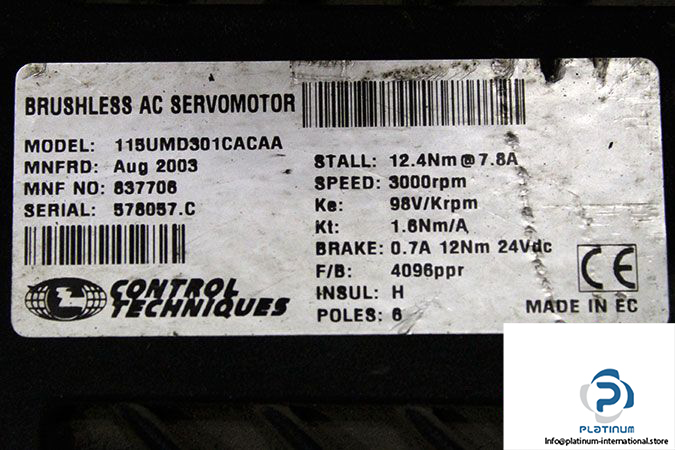 BRUSHLESS AC SERVOMOTOR
MODEL: 115UMD301CACAA
MNFRD: Aug 2003
MNF NO: 837706
SERIAL: 578057.C
CONTROL
TECHNIQUES
STALL: 12.4Nm@7.8A
SPEED: 3000rpm
Ke: 98V/Krpm
Kt: 1.6Nm/A
BRAKE: 0.7A 12Nm 24Vdc
F/B: 4096ppr
INSUL: H
POLES: 6
CE
MADE IN EC
PLATINUM
Info@platinum-international.store